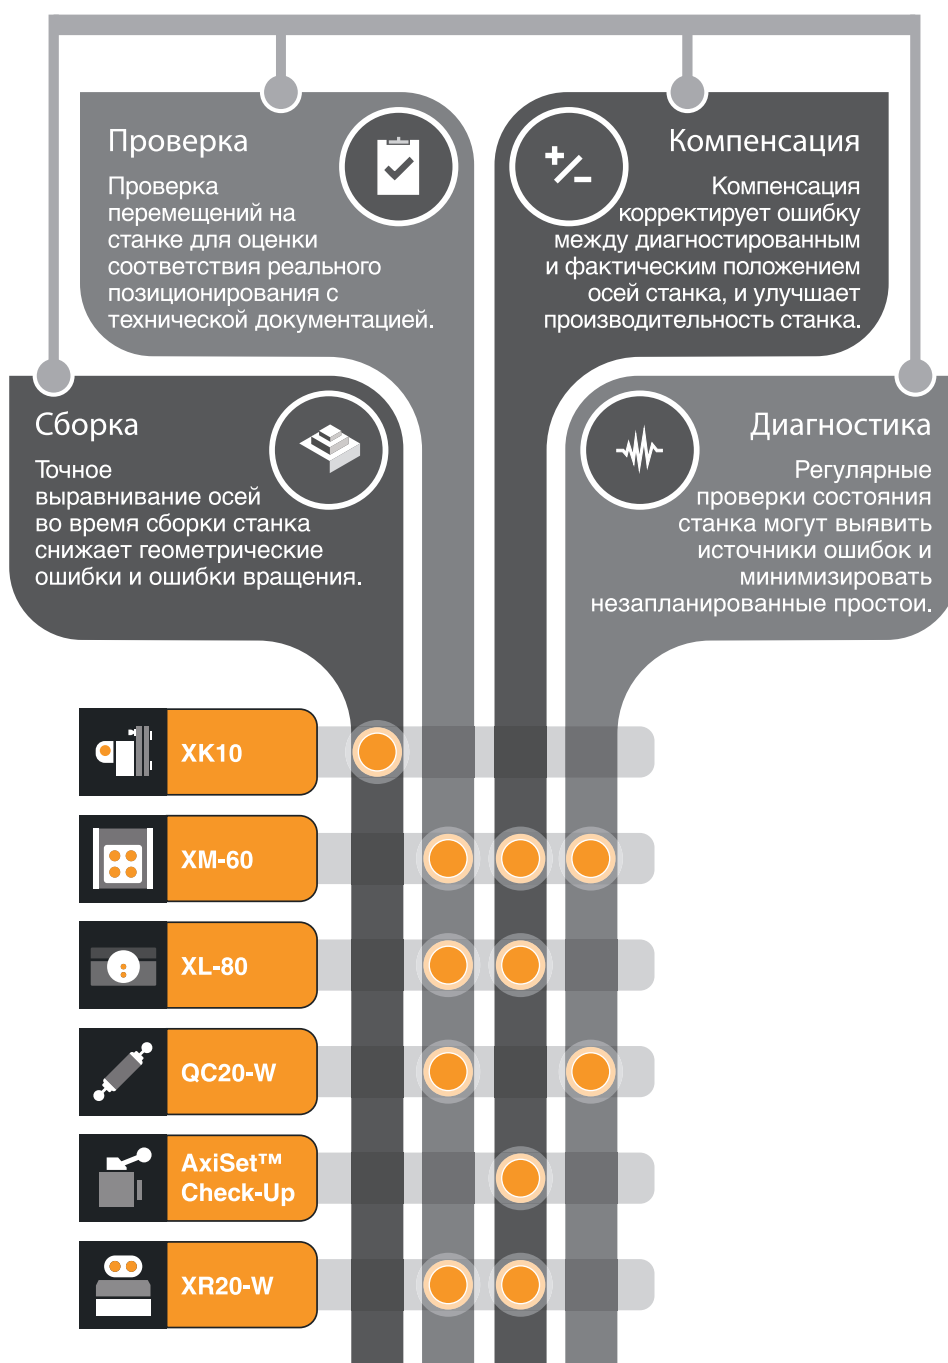 Проверка
Проверка
перемещений на
станке для оценки
соответствия реального
позиционирования с
технической документацией.
Компенсация
Компенсация
корректирует ошибку
между диагностированным
и фактическим положением
осей станка, и улучшает
производительность станка.
Сборка
Точное
выравнивание осей
во время сборки станка
снижает геометрические
ошибки и ошибки вращения.
Диагностика
Регулярные
проверки состояния
станка могут выявить
источники ошибок и
минимизировать
незапланированные простои.
XK10
XM-60
XL-80
QC20-W
AxiSet™
Check-Up
XR20-W